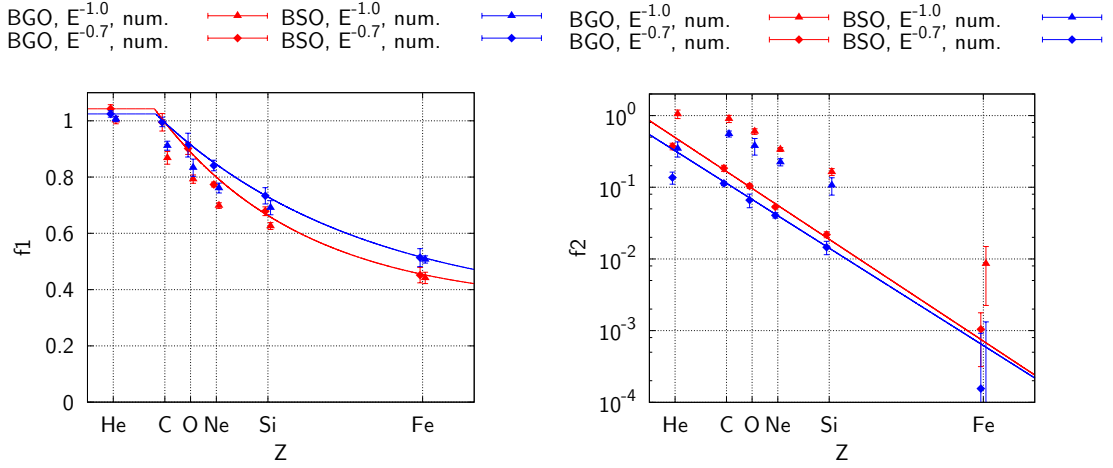 BGO, E^-1.0, num. BSO, E^-1.0, num.
BGO, E^-0.7, num. BSO, E^-0.7, num.
1
0.8
0.6
0.4
0.2
0
f1
He C O Ne Si Fe
Z
BGO, E^-1.0, num. BSO, E^-1.0, num.
BGO, E^-0.7, num. BSO, E^-0.7, num.
10^0
10^-1
10^-2
10^-3
10^-4
f2
He C O Ne Si Fe
Z